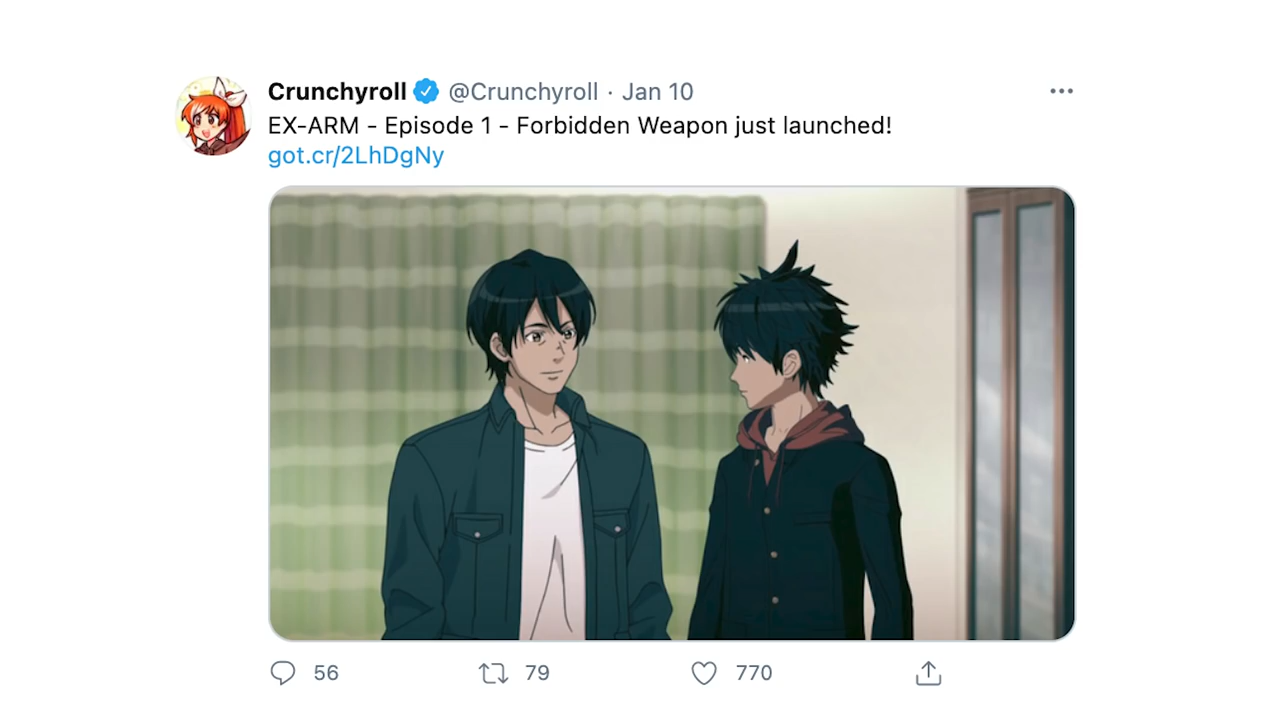 Crunchyroll @Crunchyroll · Jan 10
EX-ARM - Episode 1 - Forbidden Weapon just launched!
got.cr/2LhDgNy
56 79 770